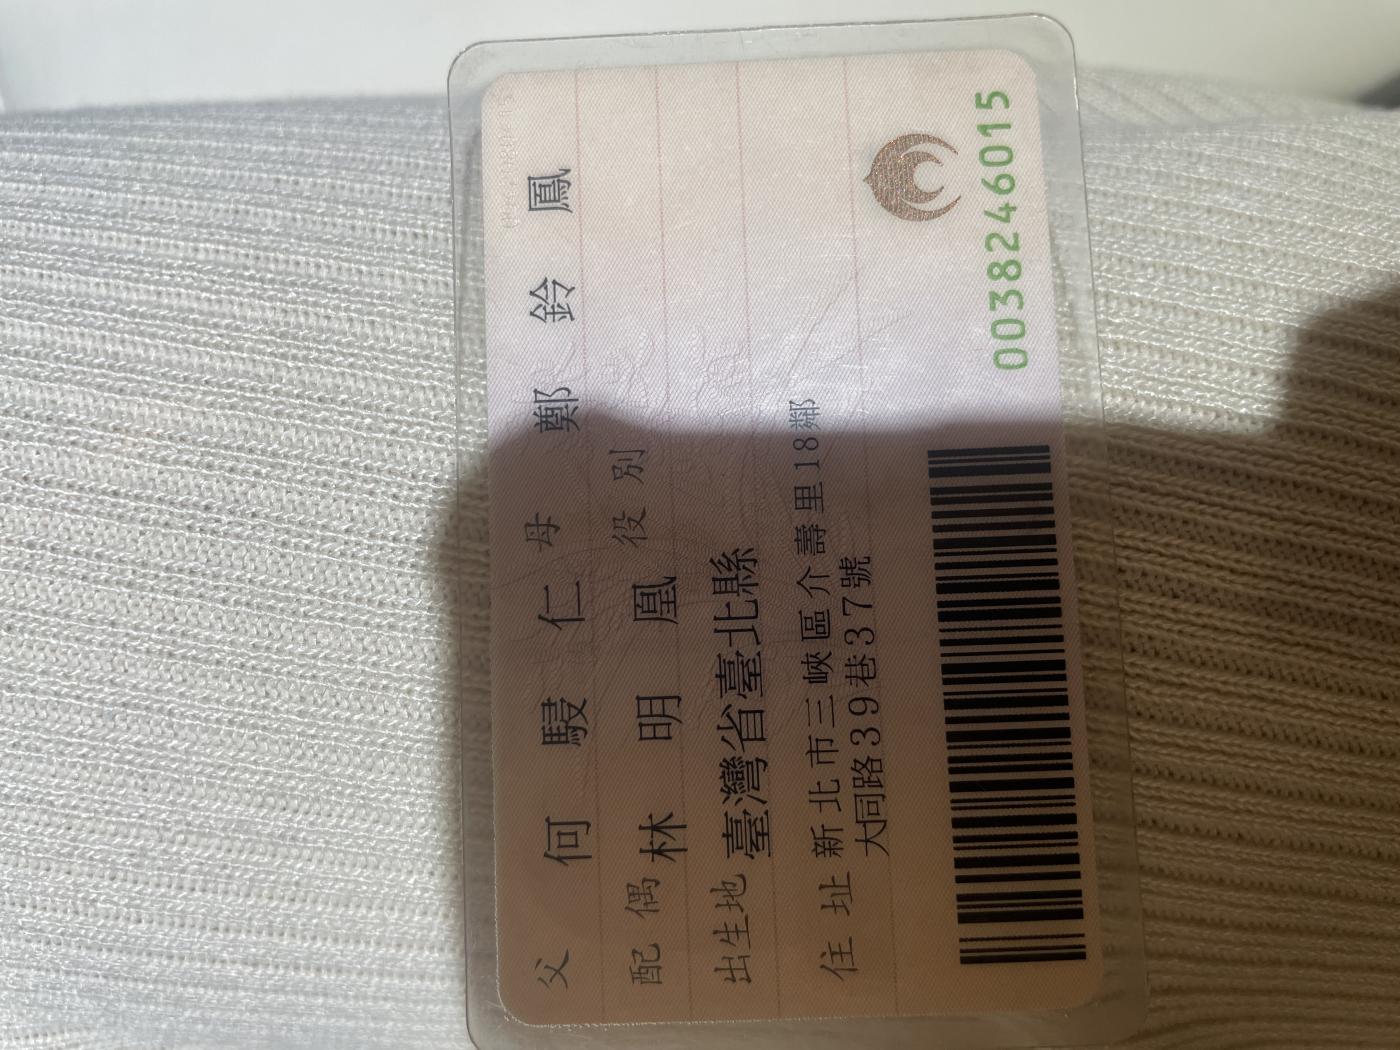 父 何駸仁 母 鄭鈴鳳
配偶 林明凰 役別
出生地 臺灣省臺北縣
住址 新北市三峽區介壽里18鄰
大同路39巷37號
0038246015